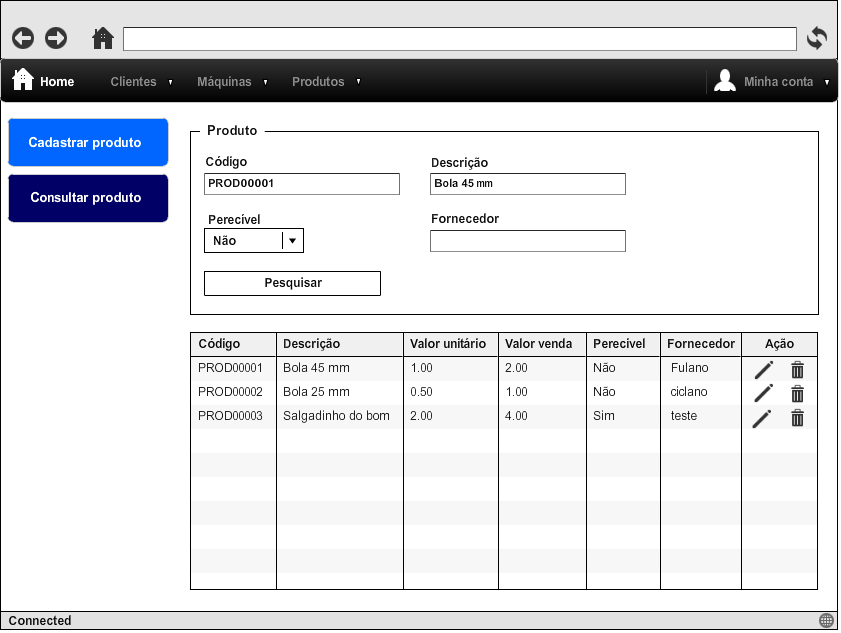 Home Clientes Máquinas Produtos Minha conta
Cadastrar produto
Consultar produto
Produto
Código Descrição
PROD00001 Bola 45 mm
Perecível Fornecedor
Não
Pesquisar
Código Descrição Valor unitário Valor venda Perecivel Fornecedor Ação
PROD00001 Bola 45 mm 1.00 2.00 Não Fulano
PROD00002 Bola 25 mm 0.50 1.00 Não ciclano
PROD00003 Salgadinho do bom 2.00 4.00 Sim teste
Connected